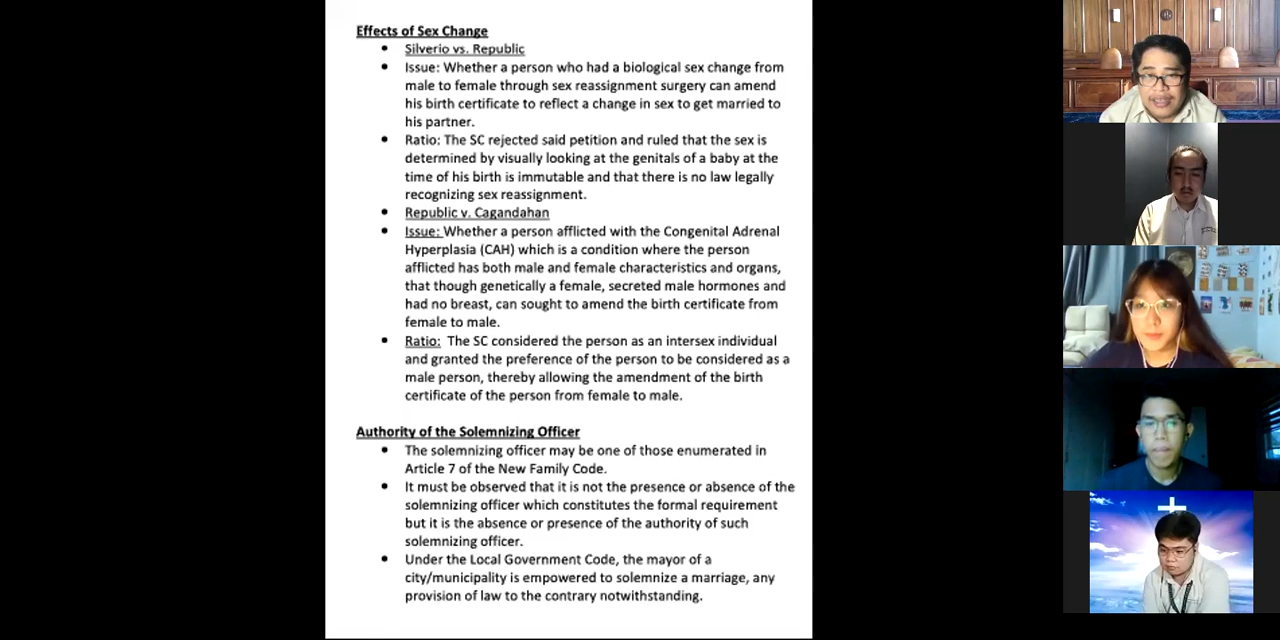 Effects of Sex Change
• Silverio vs. Republic
• Issue: Whether a person who had a biological sex change from
male to female through sex reassignment surgery can amend
his birth certificate to reflect a change in sex to get married to
his partner.
• Ratio: The SC rejected said petition and ruled that the sex is
determined by visually looking at the genitals of a baby at the
time of his birth is immutable and that there is no law legally
recognizing sex reassignment.
• Republic v. Cagandahan
• Issue: Whether a person afflicted with the Congenital Adrenal
Hyperplasia (CAH) which is a condition where the person
afflicted has both male and female characteristics and organs,
that though genetically a female, secreted male hormones and
had no breast, can sought to amend the birth certificate from
female to male.
• Ratio: The SC considered the person as an intersex individual
and granted the preference of the person to be considered as a
male person, thereby allowing the amendment of the birth
certificate of the person from female to male.
Authority of the Solemnizing Officer
• The solemnizing officer may be one of those enumerated in
Article 7 of the New Family Code.
• It must be observed that it is not the presence or absence of the
solemnizing officer which constitutes the formal requirement
but it is the absence or presence of the authority of such
solemnizing officer.
• Under the Local Government Code, the mayor of a
city/municipality is empowered to solemnize a marriage, any
provision of law to the contrary notwithstanding.